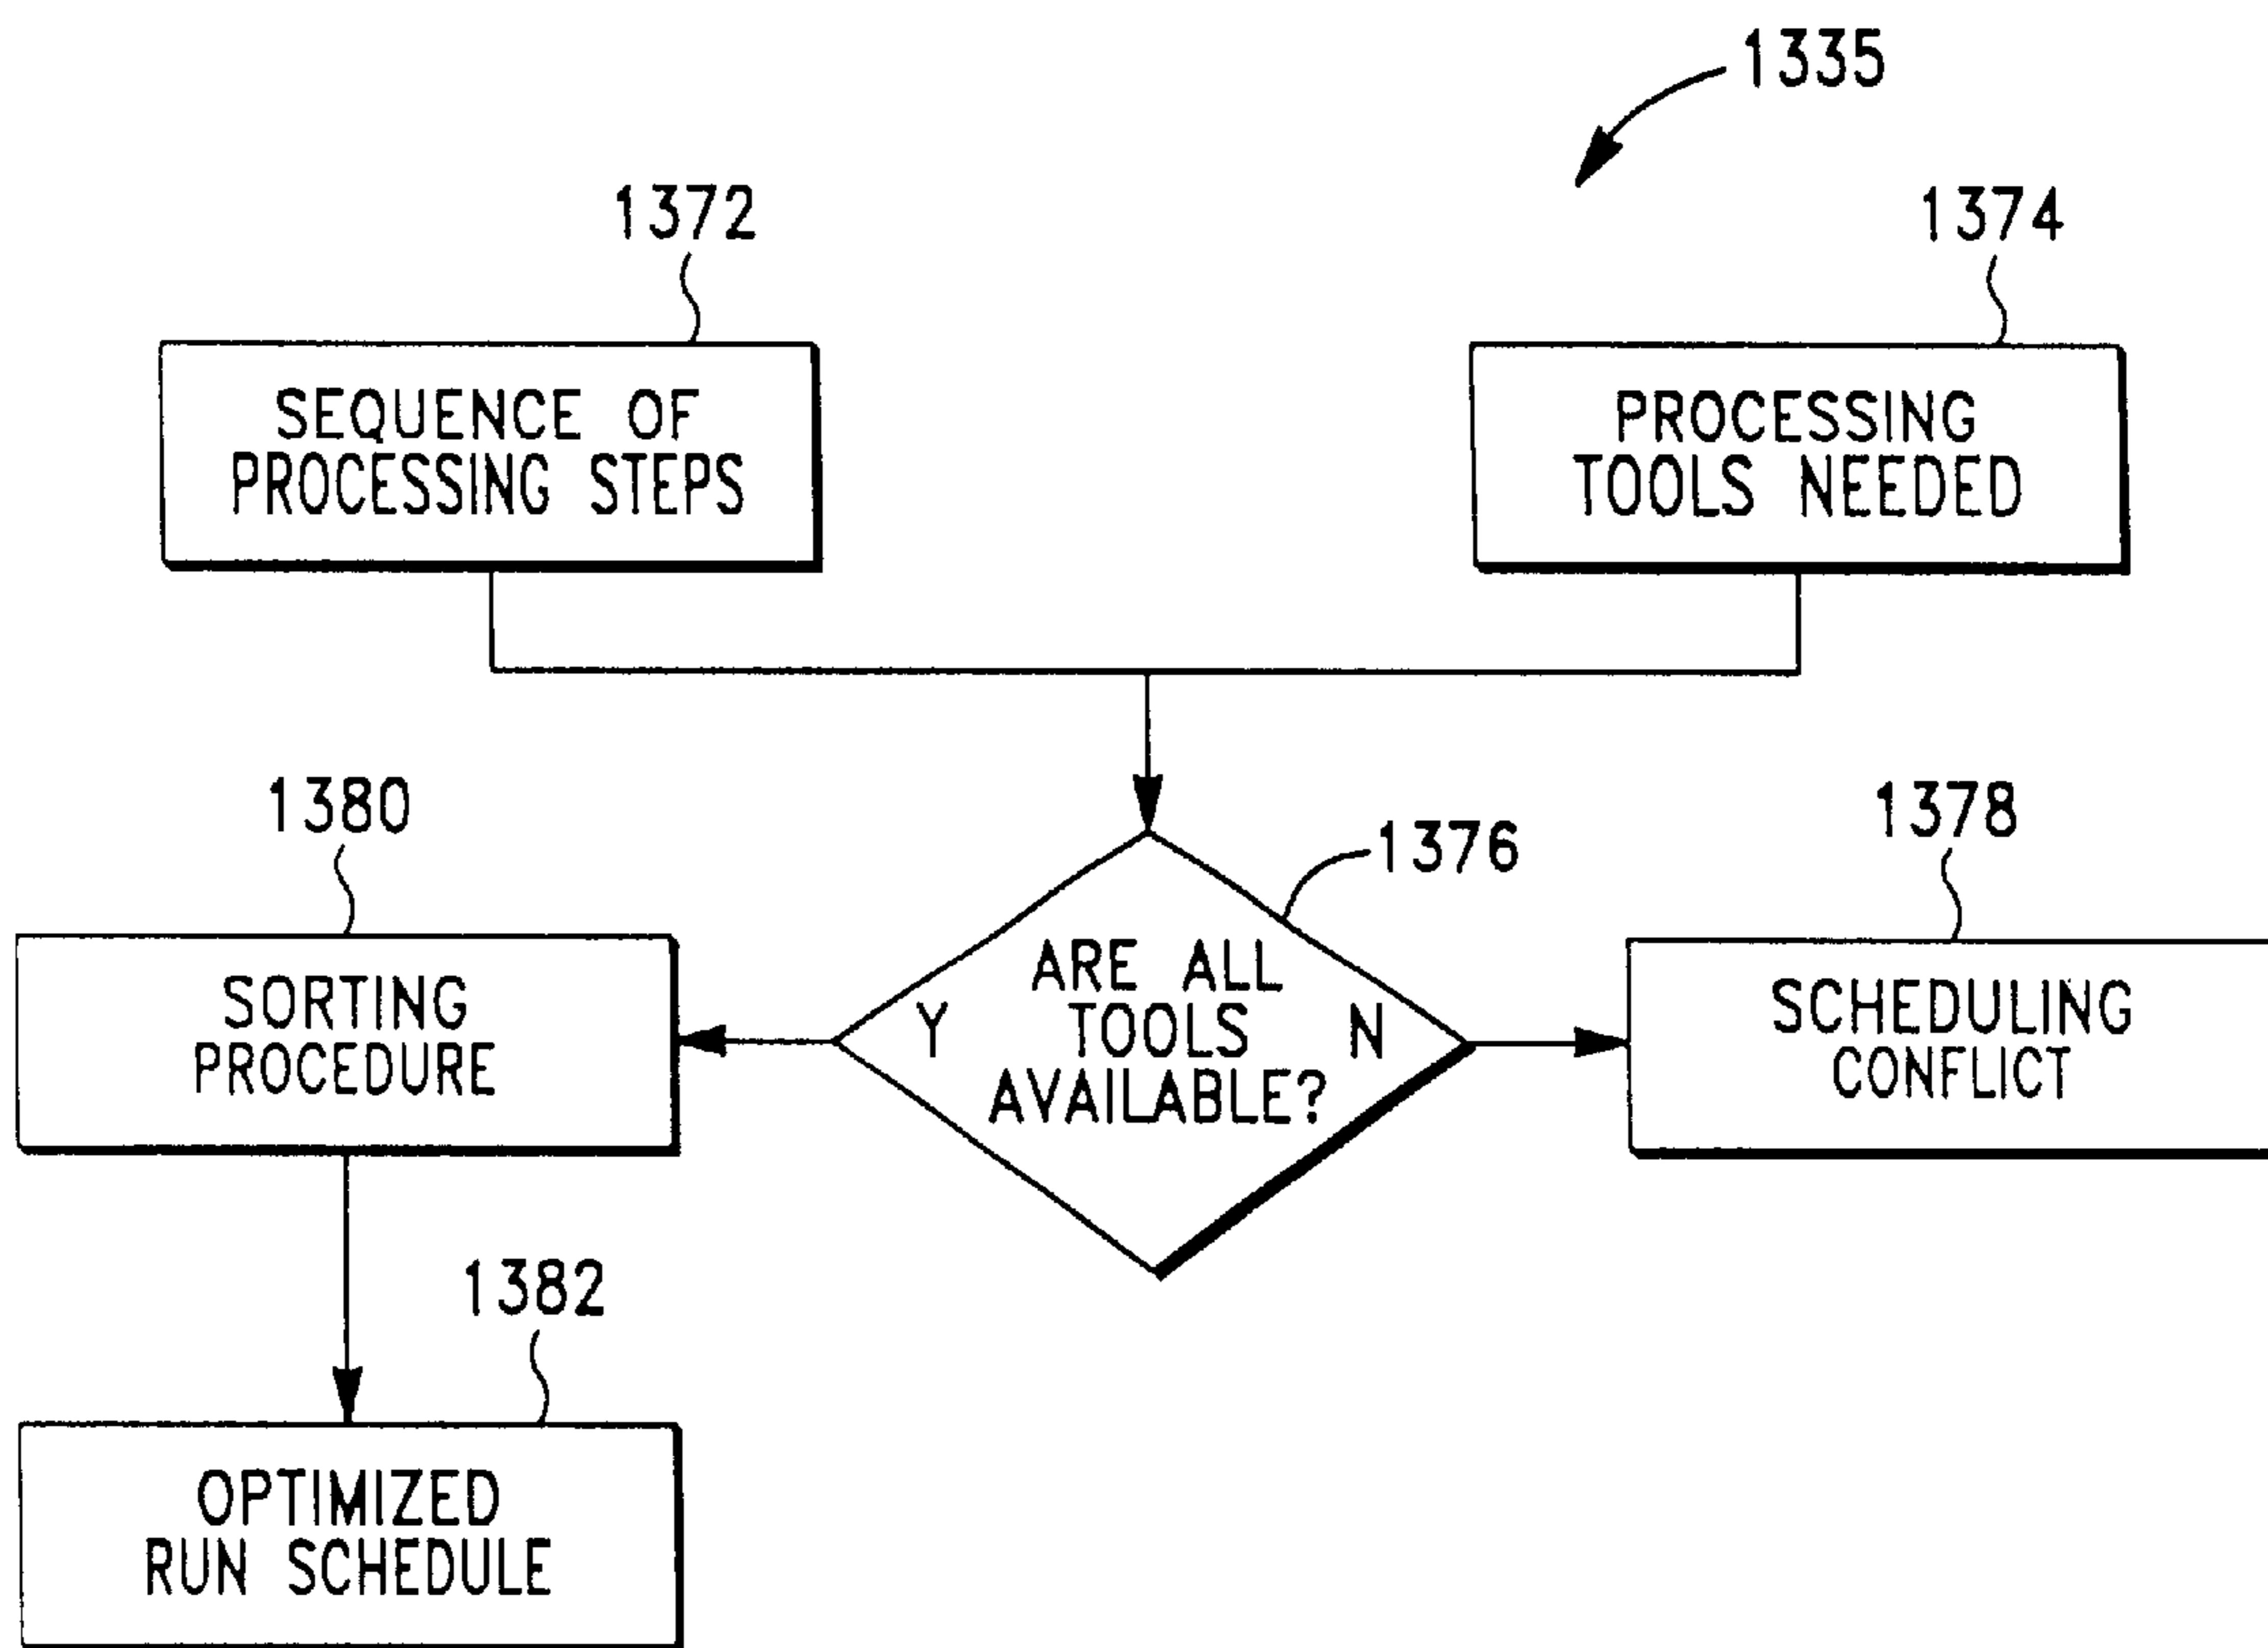 1335
1372
1374
SEQUENCE OF
PROCESSING STEPS
PROCESSING
TOOLS NEEDED
1380
1376
1378
SORTING
PROCEDURE
Y
ARE ALL
TOOLS
AVAILABLE?
N
SCHEDULING
CONFLICT
1382
OPTIMIZED
RUN SCHEDULE